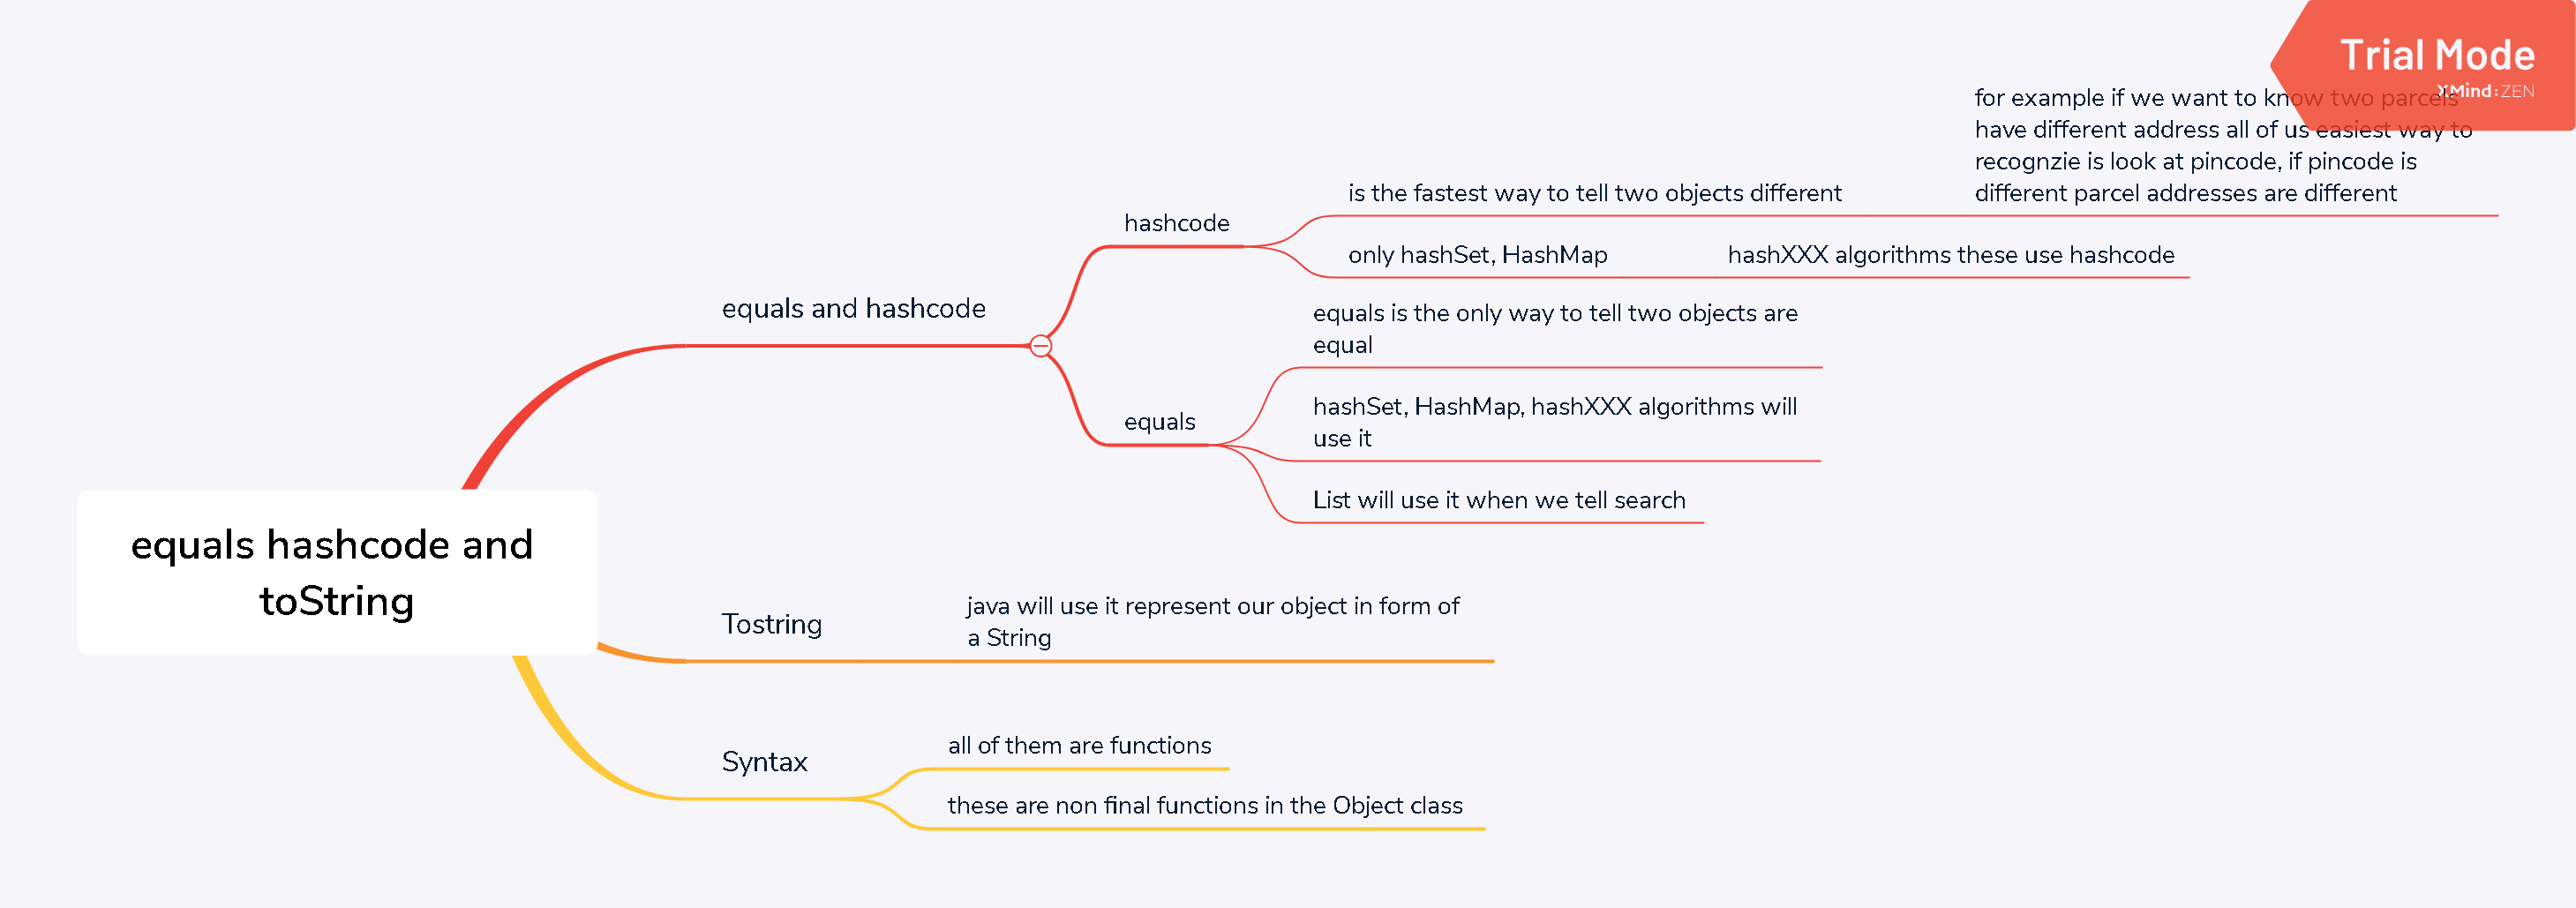 Trial Mode
XMind:ZEN
for example if we want to know two parcels
have different address all of us easiest way to
recognzie is look at pincode, if pincode is
different parcel addresses are different
is the fastest way to tell two objects different
hashcode
only hashSet, HashMap
hashXXX algorithms these use hashcode
equals and hashcode
equals is the only way to tell two objects are
equal
hashSet, HashMap, hashXXX algorithms will
use it
equals
List will use it when we tell search
equals hashcode and
toString
Tostring
java will use it represent our object in form of
a String
Syntax
all of them are functions
these are non final functions in the Object class